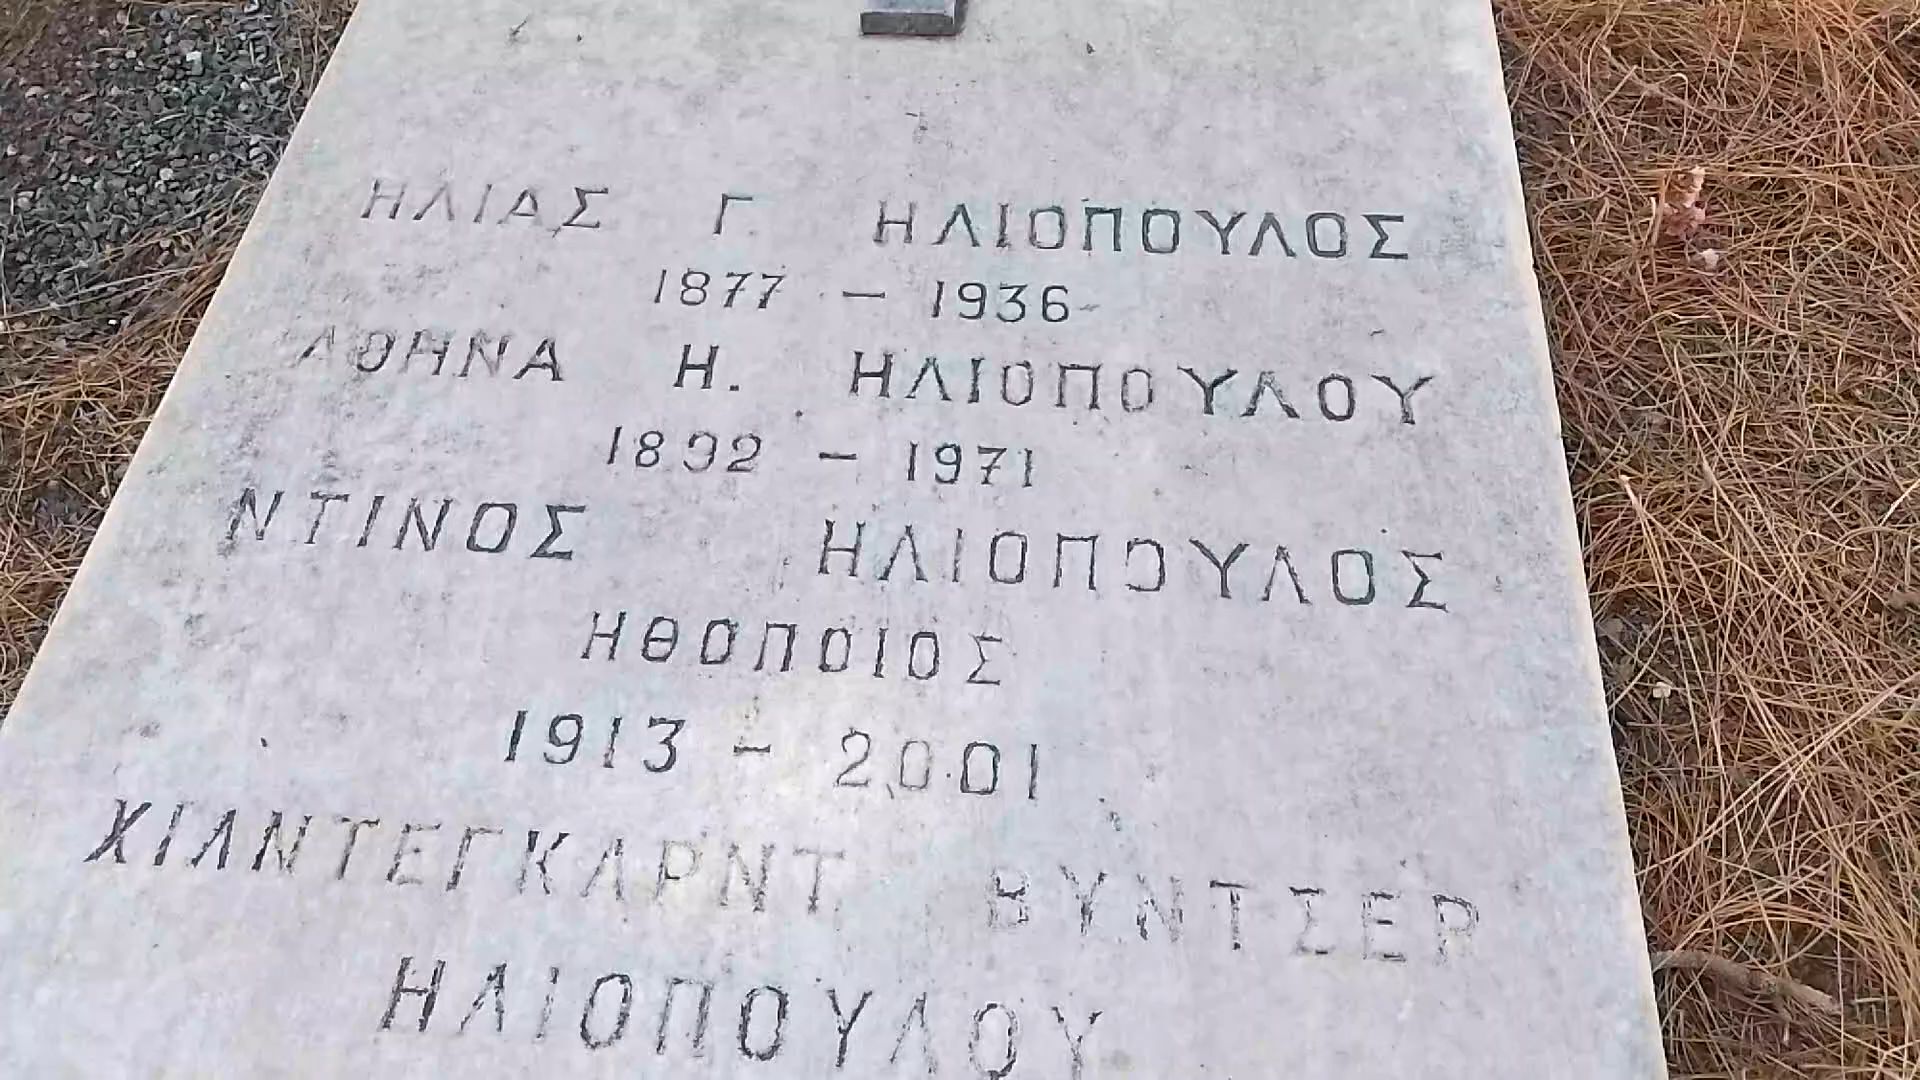 ΗΛΙΑΣ Γ. ΗΛΙΟΠΟΥΛΟΣ
1877 - 1936
ΑΘΗΝΑ Η. ΗΛΙΟΠΟΥΛΟΥ
1892 - 1971
ΝΤΙΝΟΣ ΗΛΙΟΠΟΥΛΟΣ
ΗΘΟΠΟΙΟΣ
1913 - 2001
ΧΙΛΝΤΕΓΚΑΡΝΤ ΒΥΝΤΣΕΡ
ΗΛΙΟΠΟΥΛΟΥ